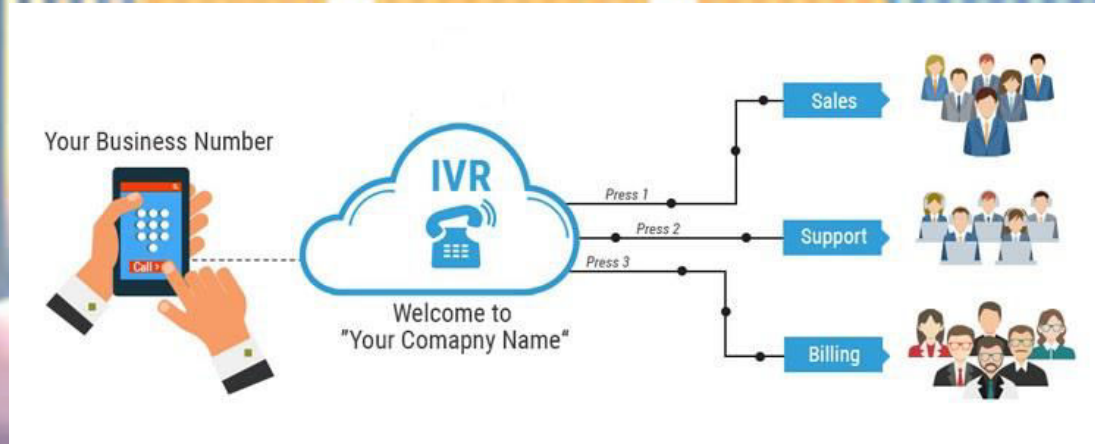 Your Business Number
Call >
IVR
Welcome to
"Your Comapny Name“
Press 1
Press 2
Press 3
Sales
Support
Billing